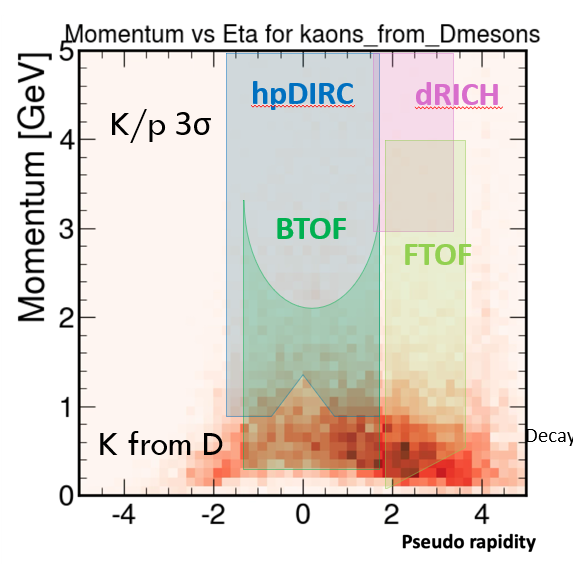 Momentum vs Eta for kaons_from_Dmesons
Momentum [GeV]
5
4
3
2
1
0
hpDIRC
dRICH
K/p 3σ
BTOF
FTOF
K from D
Decay
-4
-2
0
2
4
Pseudo rapidity